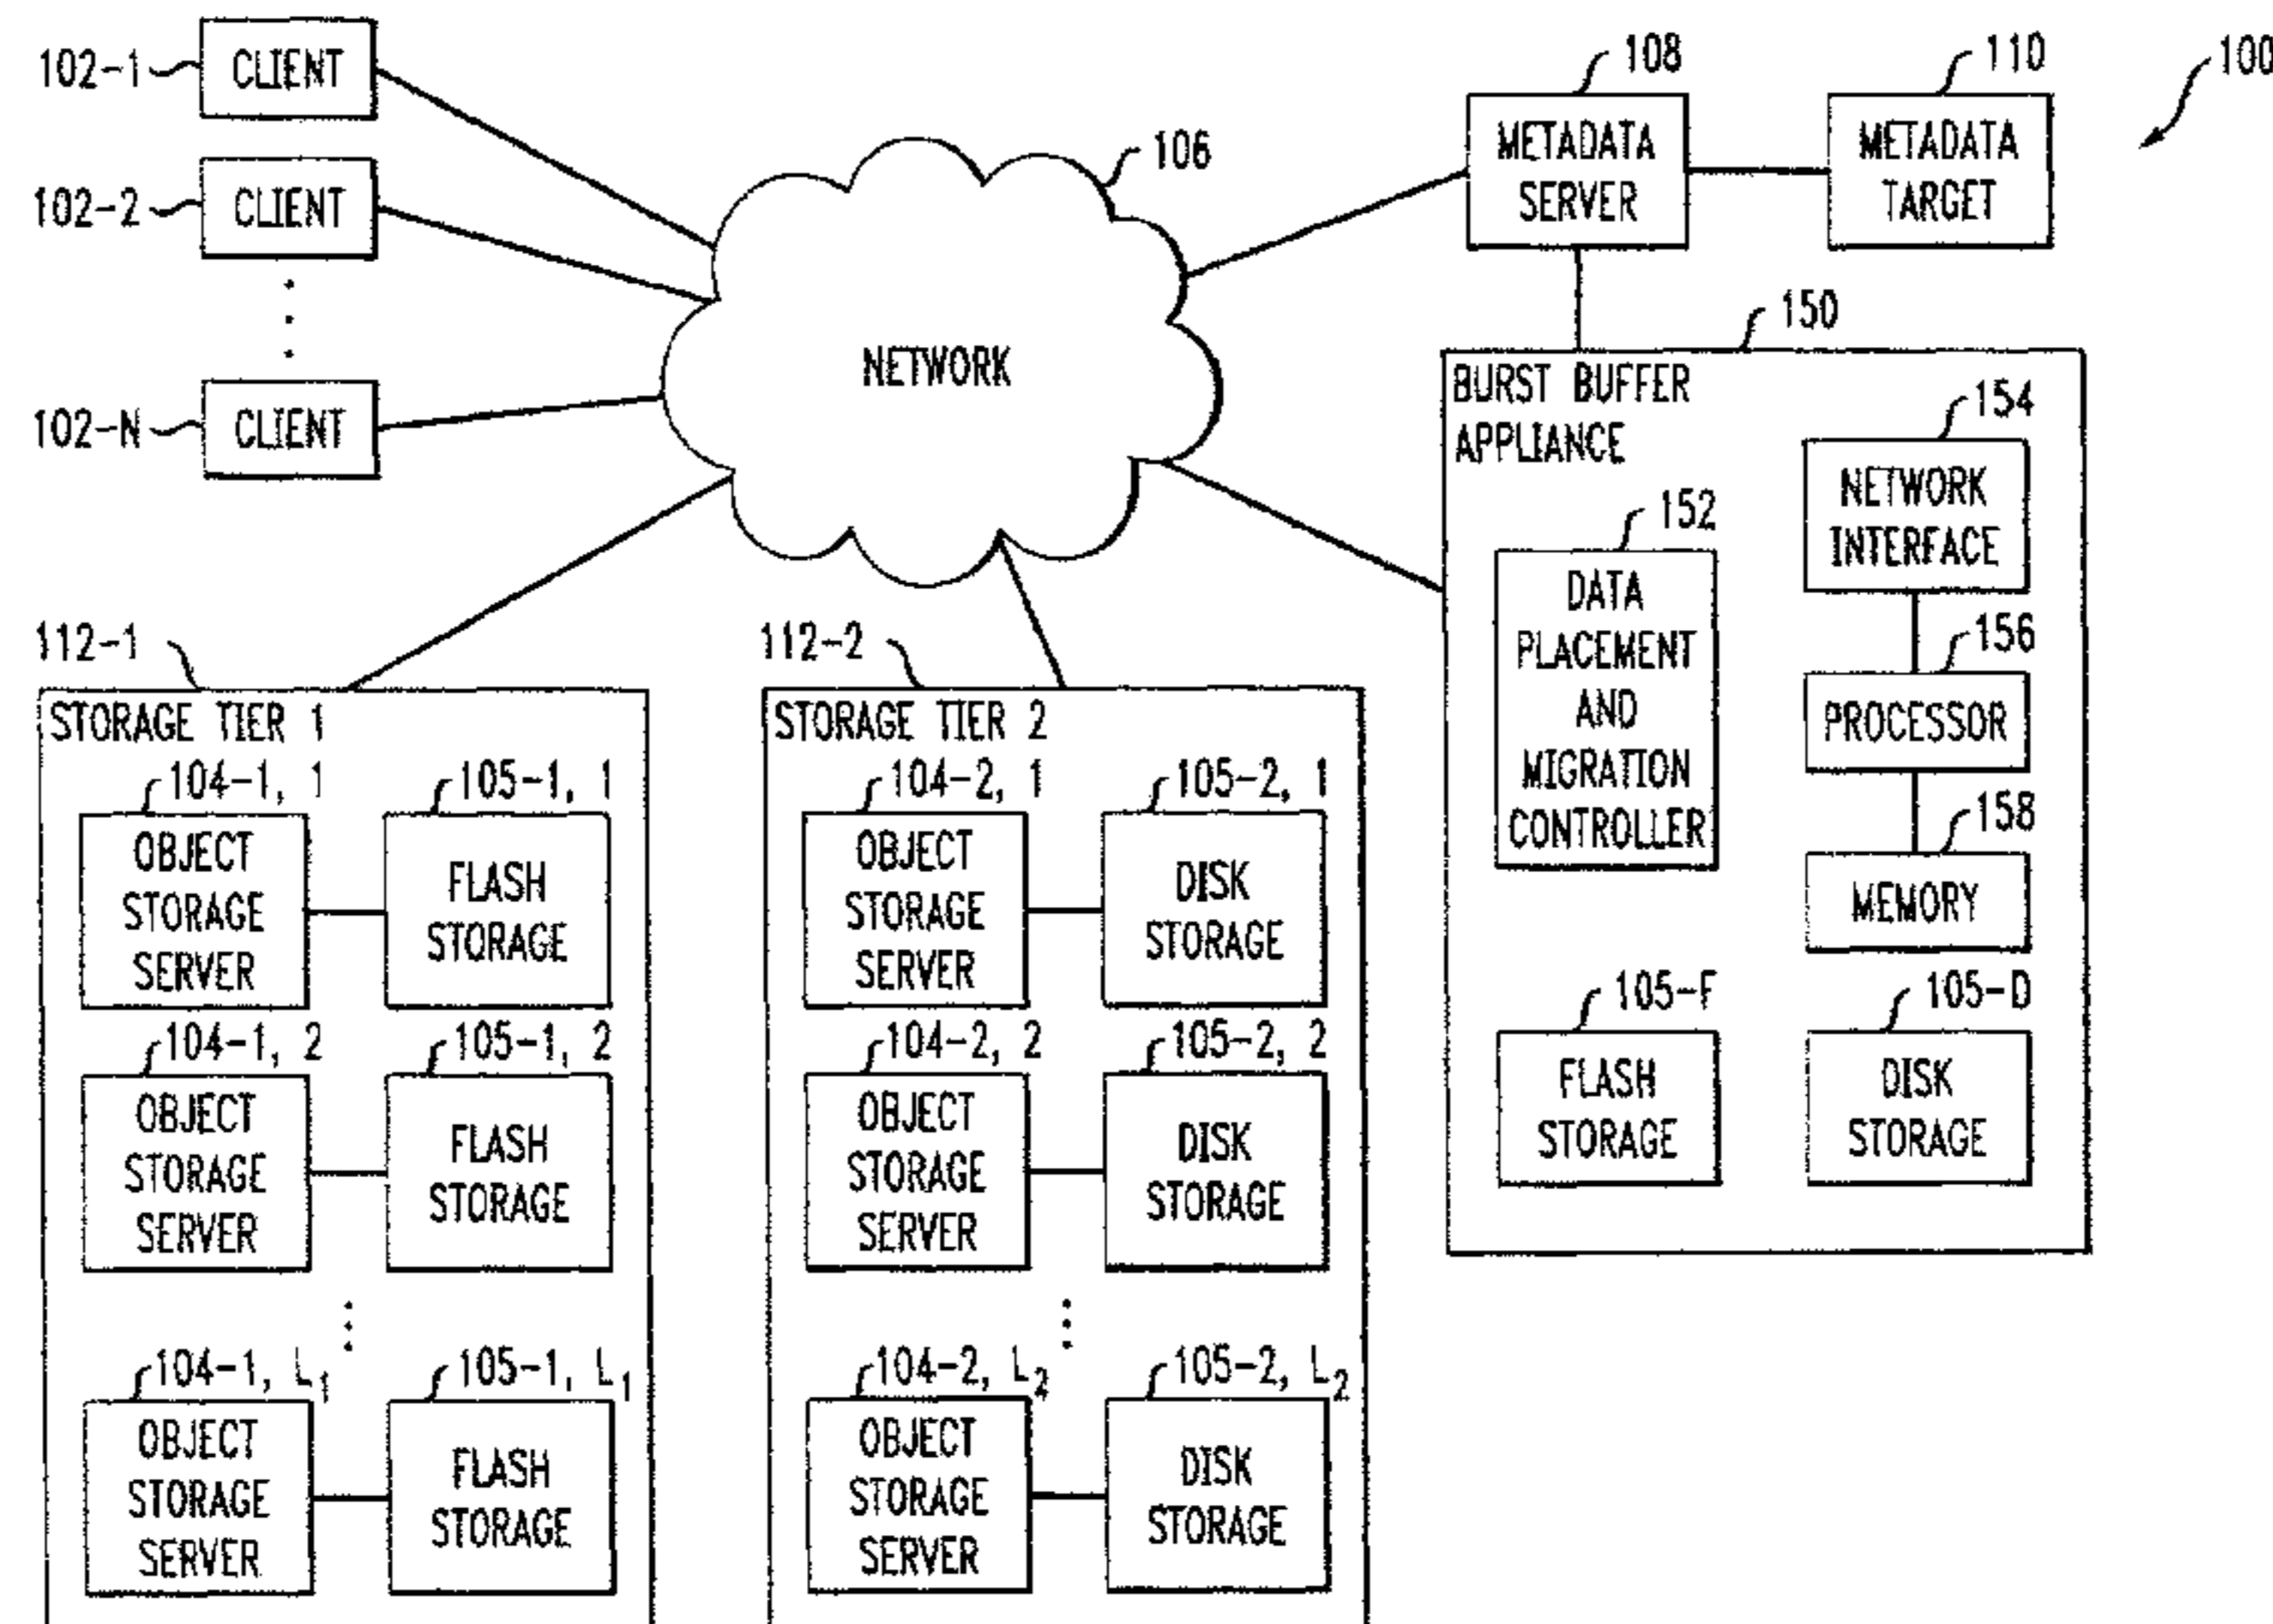 102-1
CLIENT
102-2
CLIENT
102-N
CLIENT
106
NETWORK
108
METADATA
SERVER
110
METADATA
TARGET
100
150
BURST BUFFER
APPLIANCE
152
DATA
PLACEMENT
AND
MIGRATION
CONTROLLER
154
NETWORK
INTERFACE
156
PROCESSOR
158
MEMORY
105-F
FLASH
STORAGE
105-D
DISK
STORAGE
112-1
STORAGE TIER 1
104-1, 1
OBJECT
STORAGE
SERVER
105-1, 1
FLASH
STORAGE
104-1, 2
OBJECT
STORAGE
SERVER
105-1, 2
FLASH
STORAGE
104-1, L1
OBJECT
STORAGE
SERVER
105-1, L1
FLASH
STORAGE
112-2
STORAGE TIER 2
104-2, 1
OBJECT
STORAGE
SERVER
105-2, 1
DISK
STORAGE
104-2, 2
OBJECT
STORAGE
SERVER
105-2, 2
DISK
STORAGE
104-2, L2
OBJECT
STORAGE
SERVER
105-2, L2
DISK
STORAGE